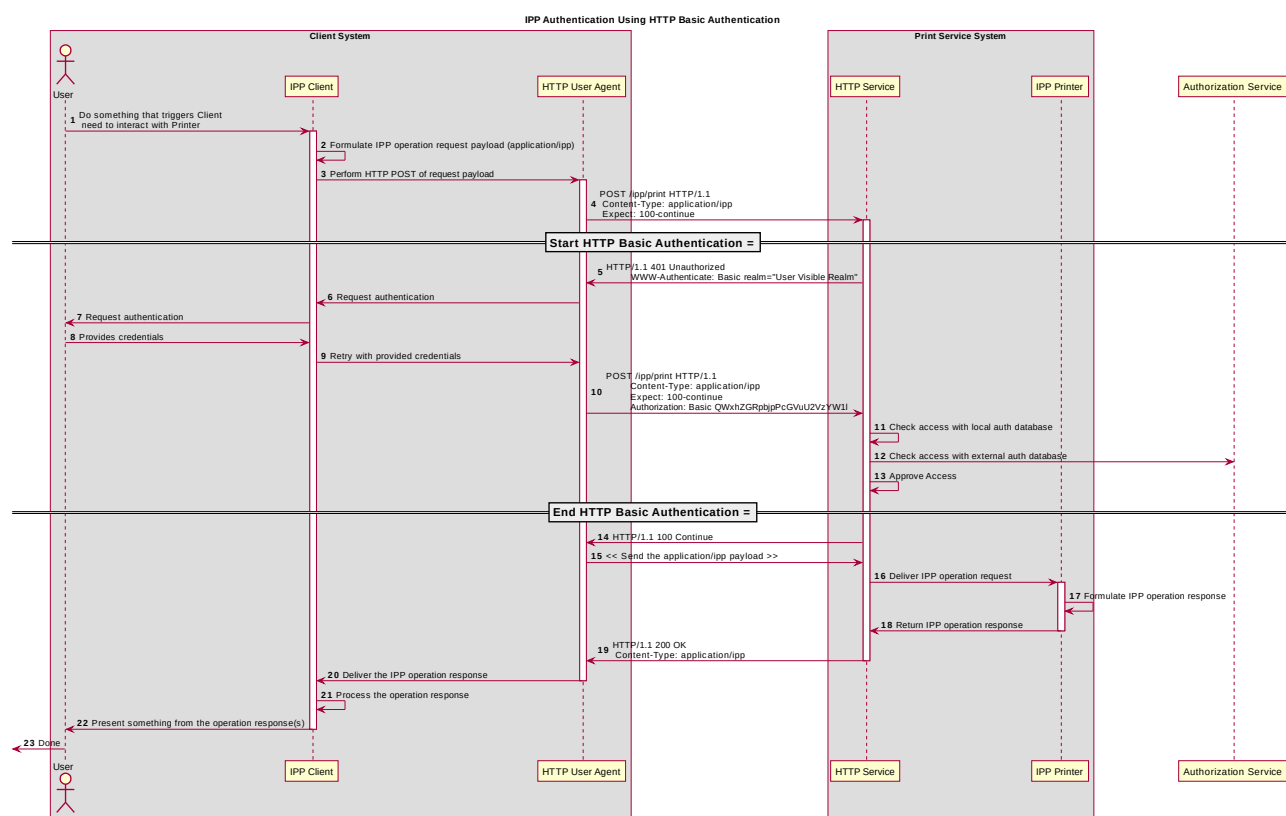 IPP Authentication Using HTTP Basic Authentication
Client System
Print Service System
User
IPP Client
HTTP User Agent
HTTP Service
IPP Printer
Authorization Service
1 Do something that triggers Client
need to interact with Printer
2 Formulate IPP operation request payload (application/ipp)
3 Perform HTTP POST of request payload
4 POST /ipp/print HTTP/1.1
Content-Type: application/ipp
Expect: 100-continue
Start HTTP Basic Authentication =
5 HTTP/1.1 401 Unauthorized
WWW-Authenticate: Basic realm="User Visible Realm"
6 Request authentication
7 Request authentication
8 Provides credentials
9 Retry with provided credentials
10 POST /ipp/print HTTP/1.1
Content-Type: application/ipp
Expect: 100-continue
Authorization: Basic QWxhZGRpbjpPcGVuU2VzYW1l
11 Check access with local auth database
12 Check access with external auth database
13 Approve Access
End HTTP Basic Authentication =
14 HTTP/1.1 100 Continue
15 << Send the application/ipp payload >>
16 Deliver IPP operation request
17 Formulate IPP operation response
18 Return IPP operation response
19 HTTP/1.1 200 OK
Content-Type: application/ipp
20 Deliver the IPP operation response
21 Process the operation response
22 Present something from the operation response(s)
23 Done
User
IPP Client
HTTP User Agent
HTTP Service
IPP Printer
Authorization Service